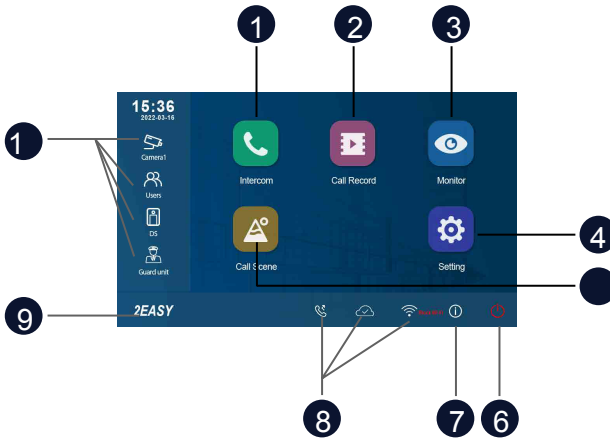 1
2
3
15:36
2022-03-16
1
Camera1
Intercom
Call Record
Monitor
Users
DS
4
Call Scene
Setting
Guard unit
9
2EASY
8
7
6